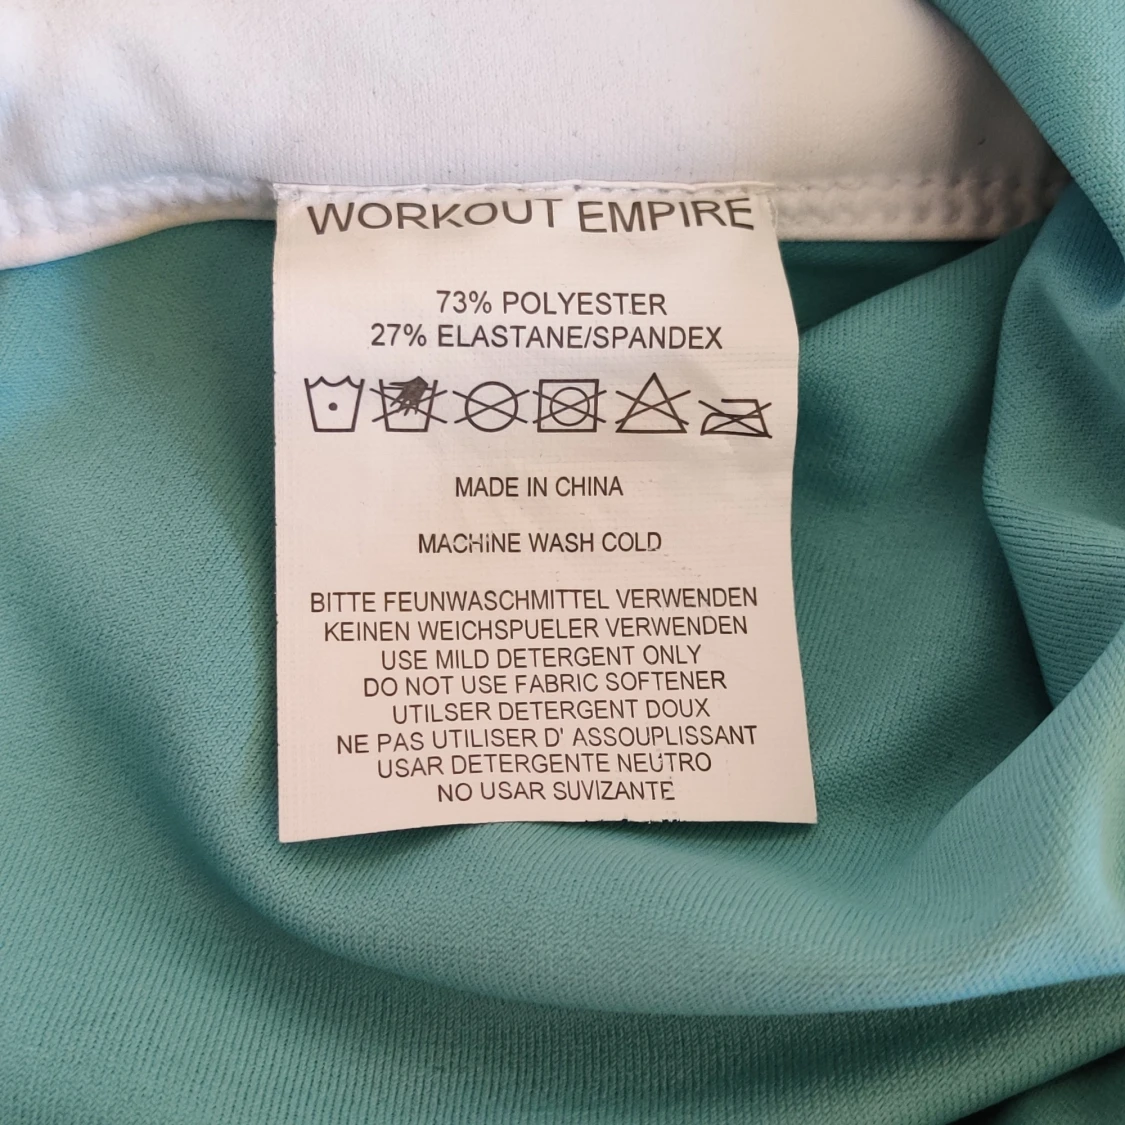 WORKOUT EMPIRE
73% POLYESTER
27% ELASTANE/SPANDEX
MADE IN CHINA
MACHINE WASH COLD
BITTE FEUNWASCHMITTEL VERWENDEN
KEINEN WEICHSPUELER VERWENDEN
USE MILD DETERGENT ONLY
DO NOT USE FABRIC SOFTENER
UTILSER DETERGENT DOUX
NE PAS UTILISER D' ASSOUPLISSANT
USAR DETERGENTE NEUTRO
NO USAR SUVIZANTE